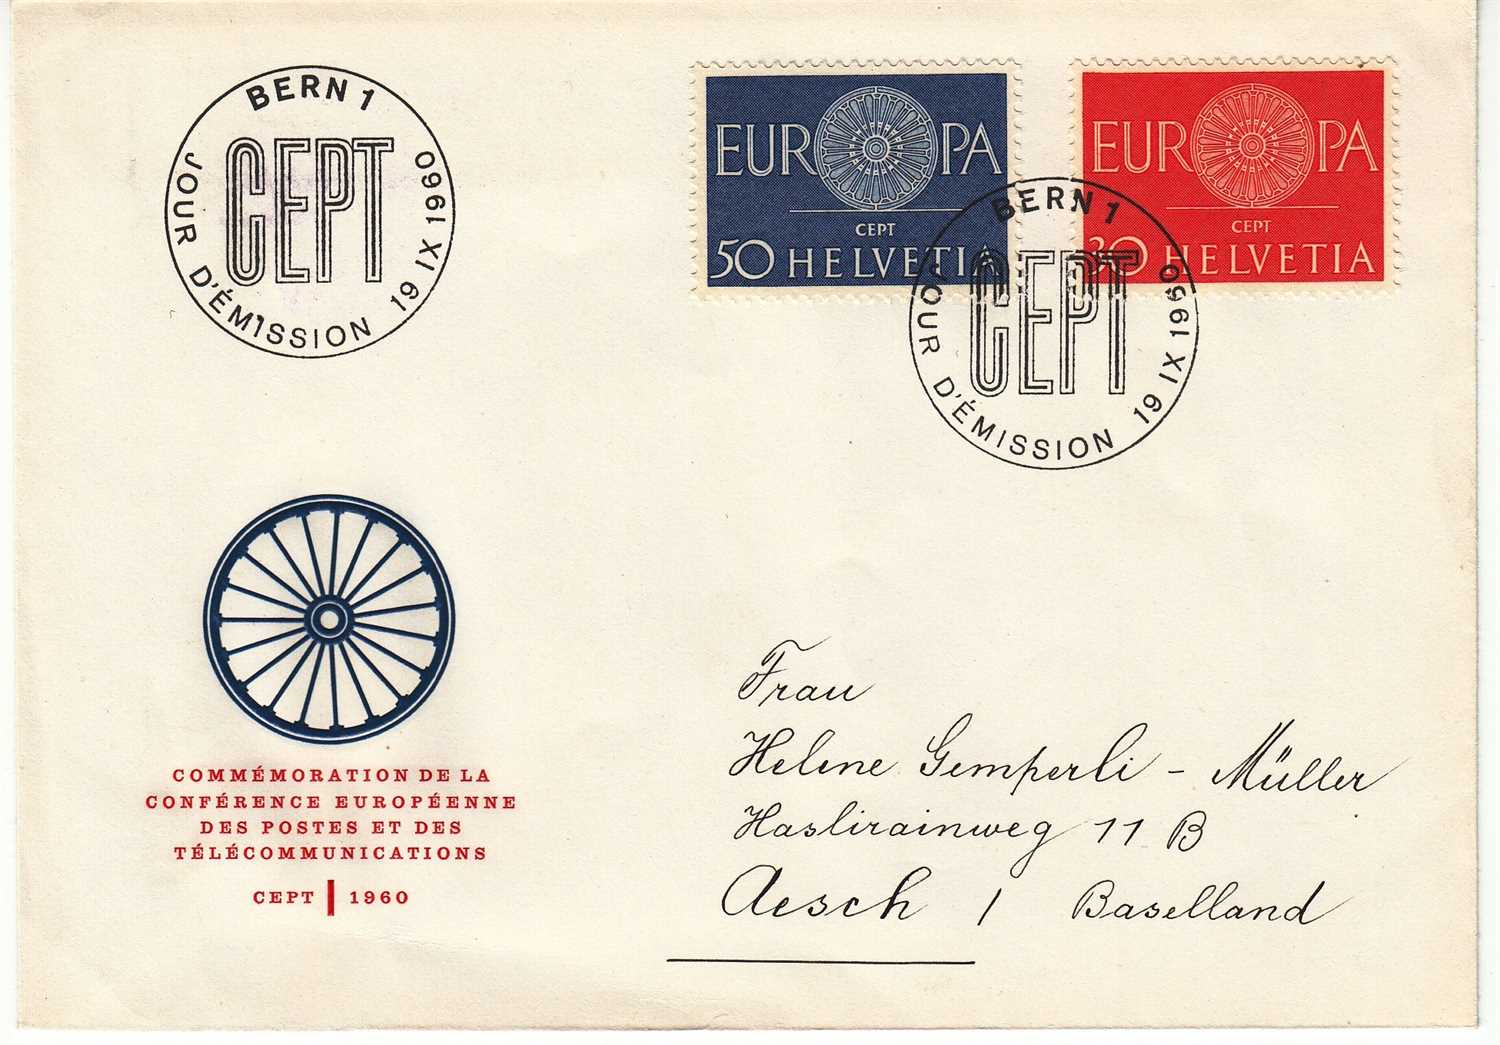 BERN 1
CEPT
JOUR D'ÉMISSION 19 IX 1960
EUROPA
CEPT
50 HELVETIA
EUROPA
CEPT
30 HELVETIA
BERN 1
CEPT
JOUR D'ÉMISSION 19 IX 1960
COMMÉMORATION DE LA
CONFÉRENCE EUROPÉENNE
DES POSTES ET DES
TÉLÉCOMMUNICATIONS
CEPT | 1960
Frau
Helene Gemperli - Müller
Haslirainweg 11 B
Aesch / Baselland